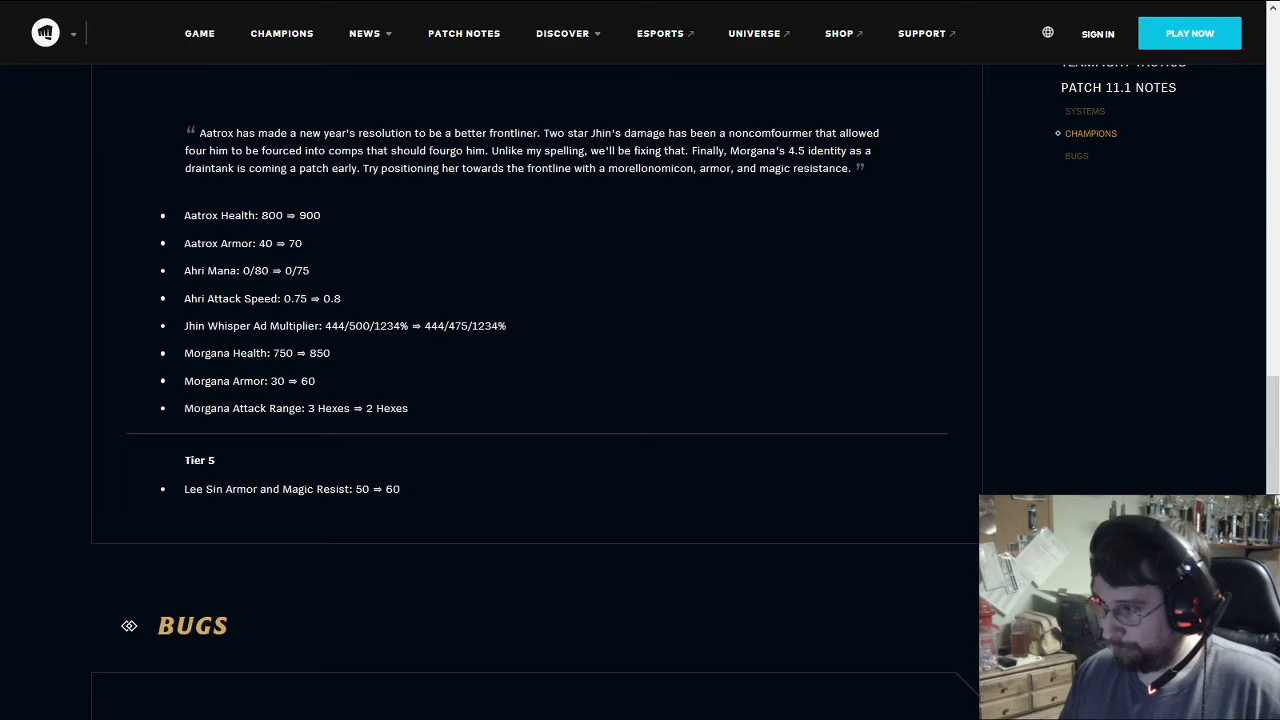 GAME CHAMPIONS NEWS PATCH NOTES DISCOVER ESPORTS UNIVERSE SHOP SUPPORT SIGN IN PLAY NOW
TEAMFIGHT TACTICS
PATCH 11.1 NOTES
SYSTEMS
CHAMPIONS
BUGS
“ Aatrox has made a new year's resolution to be a better frontliner. Two star Jhin's damage has been a noncomfourmer that allowed
four him to be fourced into comps that should fourgo him. Unlike my spelling, we'll be fixing that. Finally, Morgana's 4.5 identity as a
draintank is coming a patch early. Try positioning her towards the frontline with a morellonomicon, armor, and magic resistance. ”
• Aatrox Health: 800 ⇒ 900
• Aatrox Armor: 40 ⇒ 70
• Ahri Mana: 0/80 ⇒ 0/75
• Ahri Attack Speed: 0.75 ⇒ 0.8
• Jhin Whisper Ad Multiplier: 444/500/1234% ⇒ 444/475/1234%
• Morgana Health: 750 ⇒ 850
• Morgana Armor: 30 ⇒ 60
• Morgana Attack Range: 3 Hexes ⇒ 2 Hexes
Tier 5
• Lee Sin Armor and Magic Resist: 50 ⇒ 60
BUGS